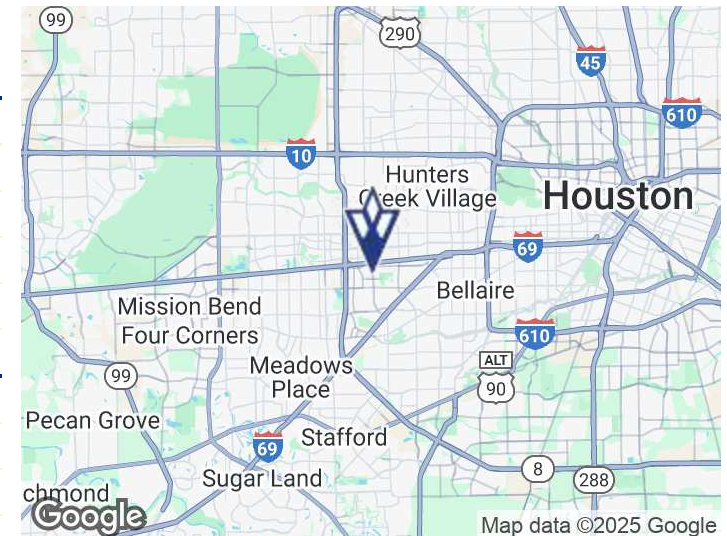 99
290
45
610
10
Hunters
Creek Village
Houston
69
Bellaire
Mission Bend
Four Corners
610
Meadows
Place
ALT
90
99
Pecan Grove
69
Stafford
Sugar Land
8
288
chmond
Google
Map data ©2025 Google